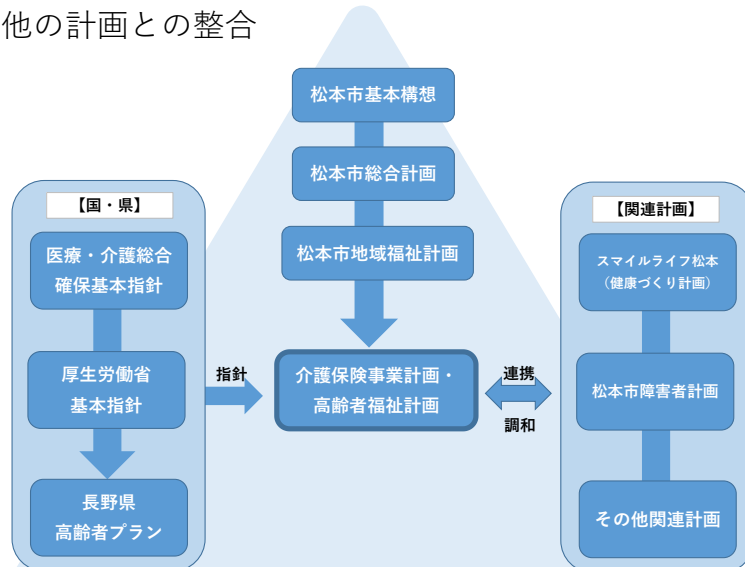 他の計画との整合
松本市基本構想
松本市総合計画
松本市地域福祉計画
【国・県】
医療・介護総合
確保基本指針
厚生労働省
基本指針
長野県
高齢者プラン
指針
介護保険事業計画・
高齢者福祉計画
連携
調和
【関連計画】
スマイルライフ松本
（健康づくり計画）
松本市障害者計画
その他関連計画